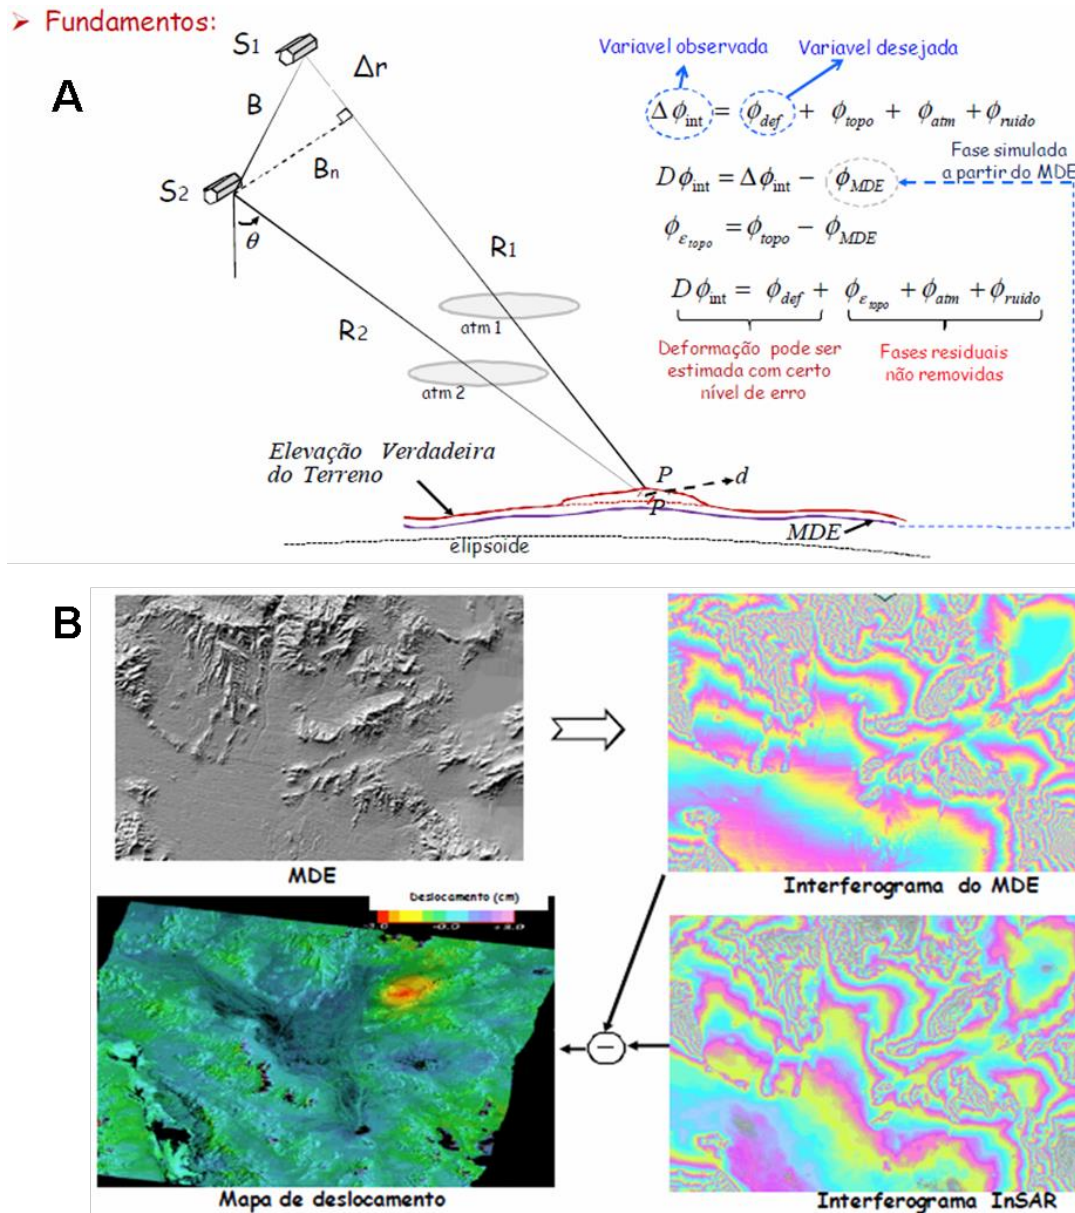 ➤ Fundamentos:
A
S1
Δr
B
Bn
S2
θ
R1
R2
atm 1
atm 2
Elevação Verdadeira
do Terreno
P
d
P
MDE
elipsoide
Variavel observada
Variavel desejada
Δϕint = ϕdef + ϕtopo + ϕatm + ϕruido
Fase simulada
a partir do MDE
Dϕint = Δϕint − ϕMDE
ϕεtopo = ϕtopo − ϕMDE
Dϕint = ϕdef + ϕεtopo + ϕatm + ϕruido
Deformação pode ser
estimada com certo
nível de erro
Fases residuais
não removidas
B
MDE
Interferograma do MDE
Deslocamento (cm)
-0.0
−
Mapa de deslocamento
Interferograma InSAR